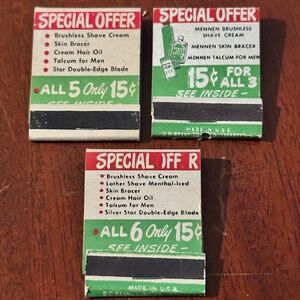 SPECIAL OFFER
• Brushless Shave Cream
• Skin Bracer
• Cream Hair Oil
• Talcum for Men
• Star Double-Edge Blade
• ALL 5 Only 15¢
SEE INSIDE -
SPECIAL OFFER
MENNEN BRUSHLESS
SHAVE CREAM
MENNEN SKIN BRACER
MENNEN TALCUM FOR MEN
15¢ FOR
ALL 3
SEE INSIDE -
MADE IN U.S.A.
SPECIAL )FF R
• Brushless Shave Cream
• Lather Shave Menthol-Iced
• Skin Bracer
• Cream Hair Oil
• Talcum for Men
• Silver Star Double-Edge Blad
• ALL 6 Only 15¢
SEE INSIDE -
MADE IN U.S.A